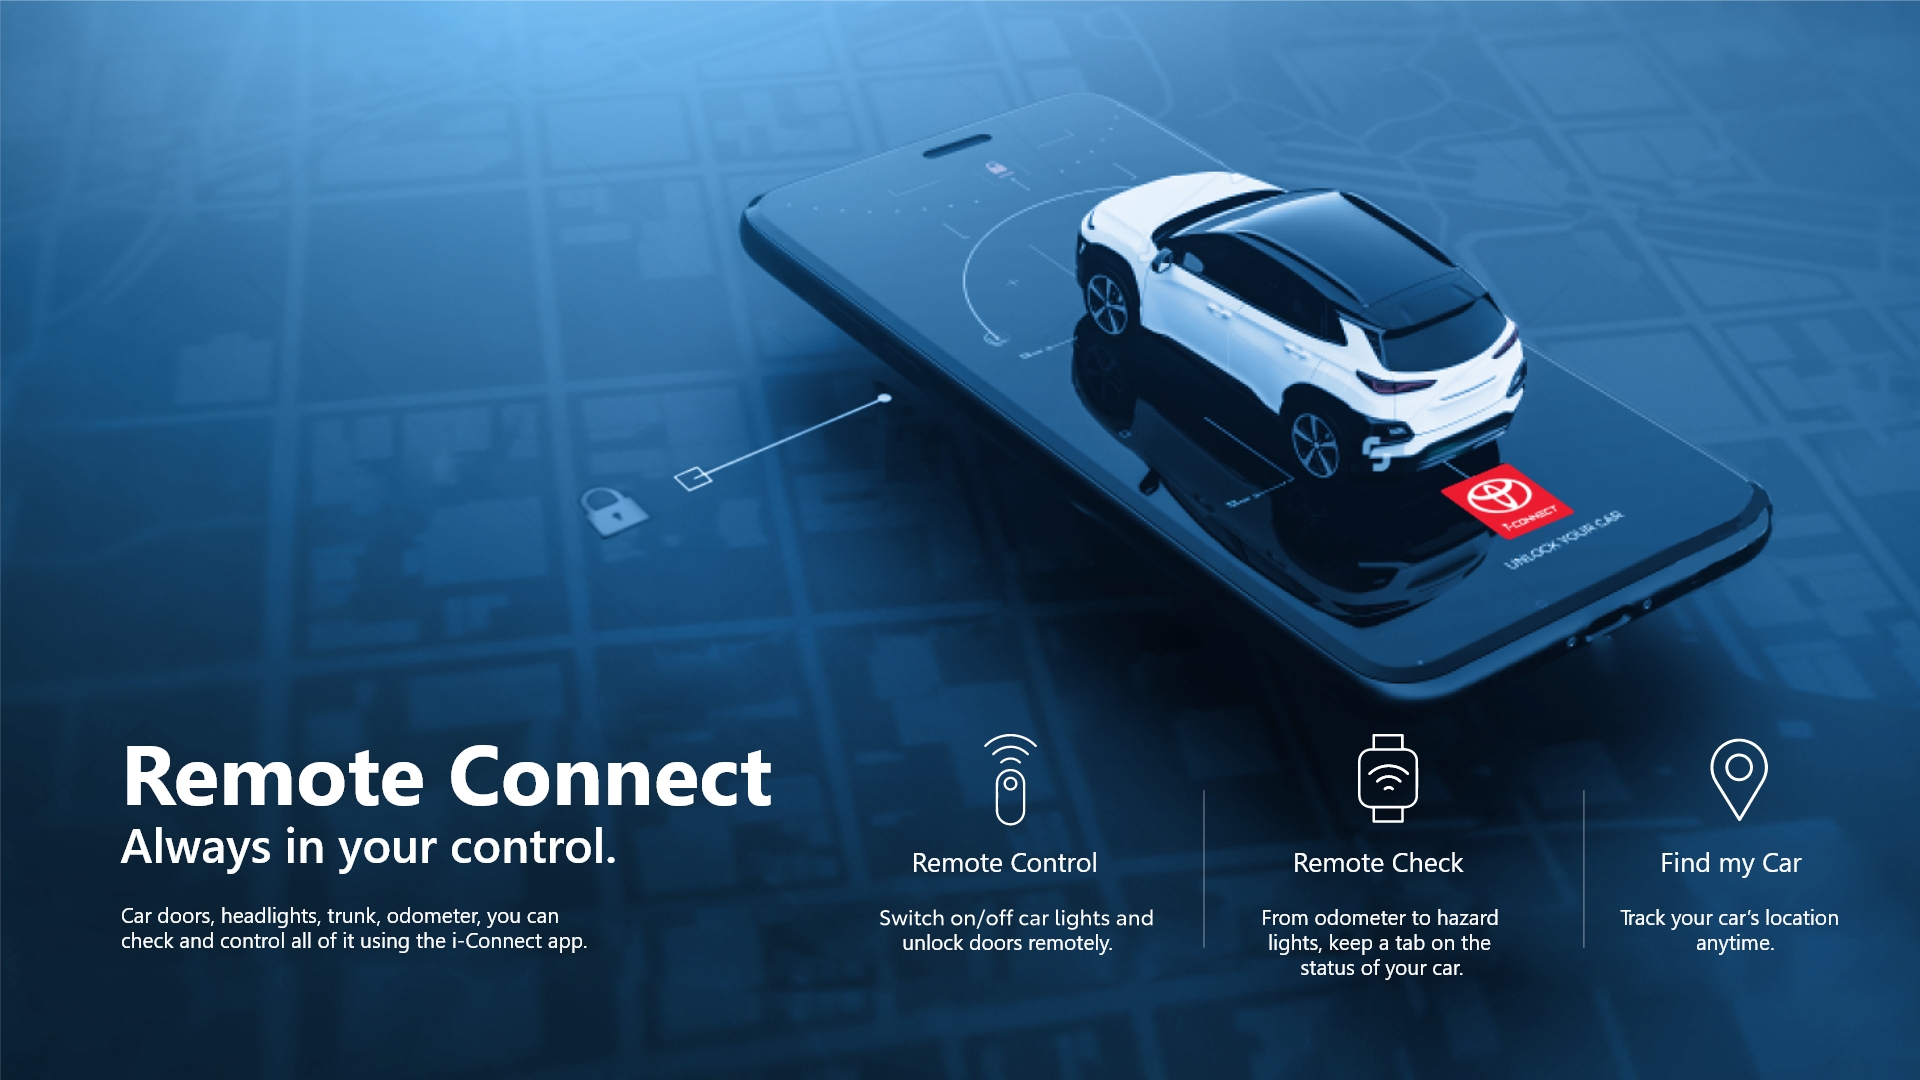 i-CONNECT
UNLOCK YOUR CAR
Remote Connect
Always in your control.
Car doors, headlights, trunk, odometer, you can
check and control all of it using the i-Connect app.
Remote Control
Switch on/off car lights and
unlock doors remotely.
Remote Check
From odometer to hazard
lights, keep a tab on the
status of your car.
Find my Car
Track your car’s location
anytime.